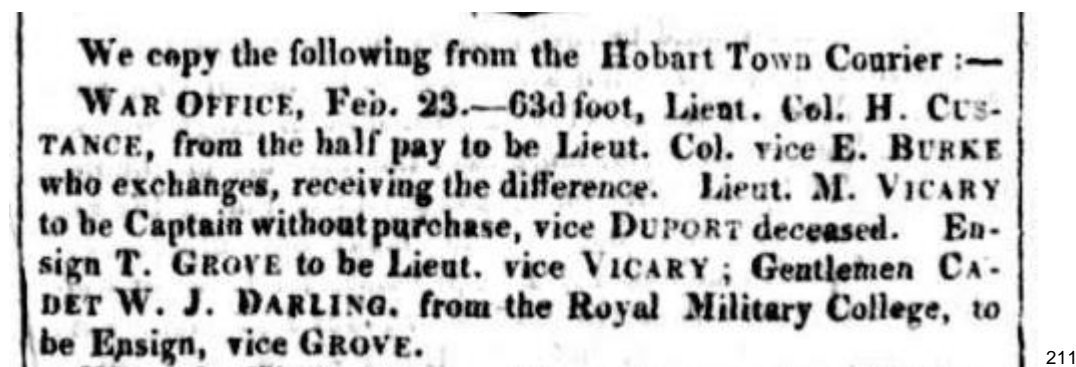 We copy the following from the Hobart Town Courier :—
WAR OFFICE, Feb. 23.—63d foot, Lieut. Col. H. CUS-
TANCE, from the half pay to be Lieut. Col. vice E. BURKE
who exchanges, receiving the difference. Lieut. M. VICARY
to be Captain without purchase, vice DUPORT deceased. En-
sign T. GROVE to be Lieut. vice VICARY ; Gentlemen CA-
DET W. J. DARLING. from the Royal Military College, to
be Ensign, vice GROVE.
211